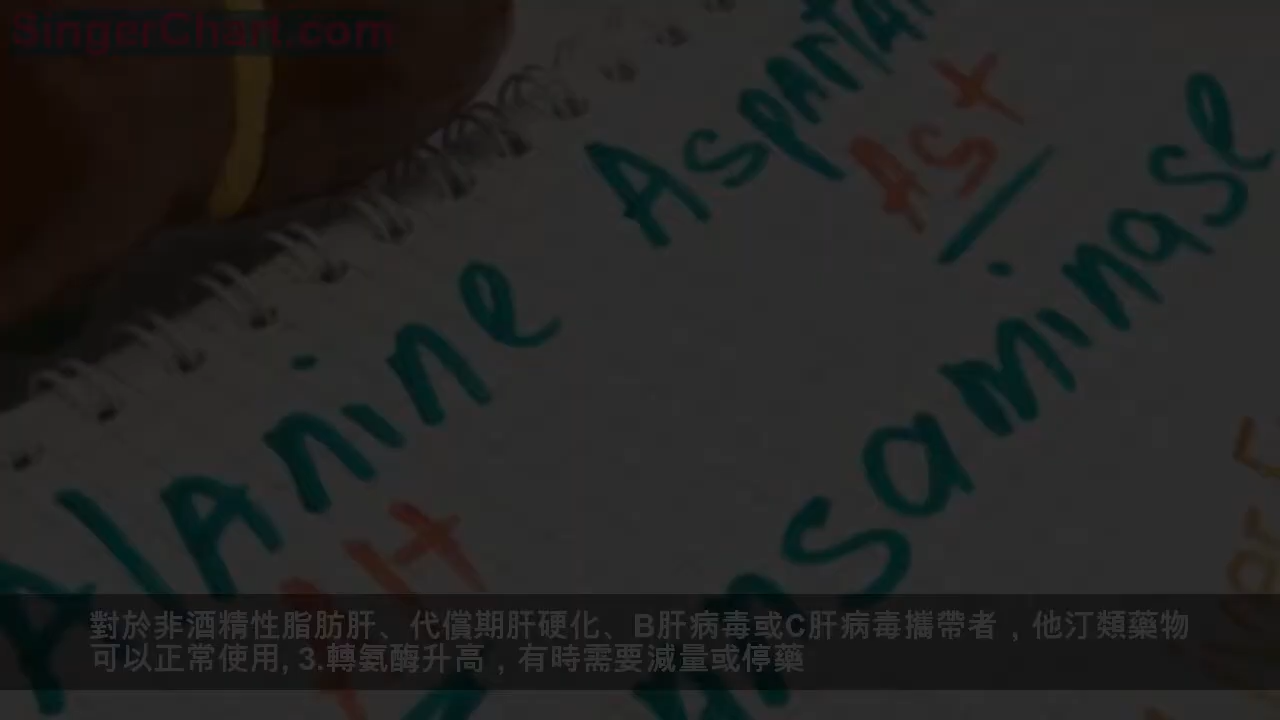 SingerChart.com
Aspartat
AST
Alanine
Alt
ansaminase
對於非酒精性脂肪肝、代償期肝硬化、B肝病毒或C肝病毒攜帶者，他汀類藥物
可以正常使用, 3.轉氨酶升高，有時需要減量或停藥